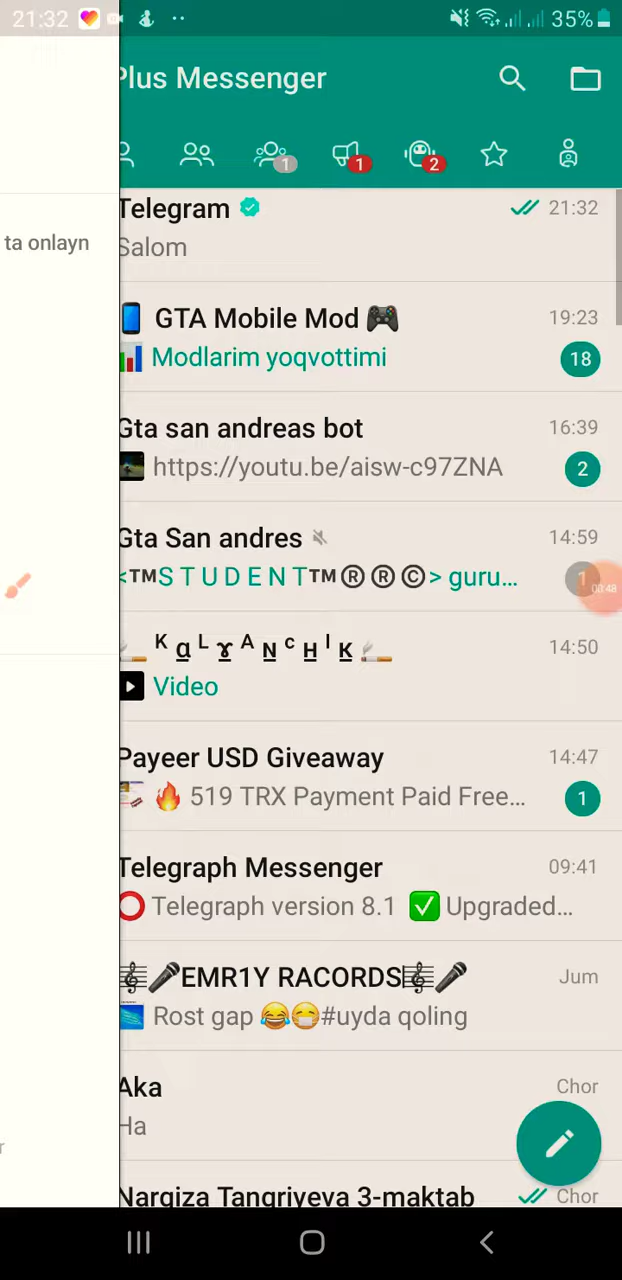 21:32
35%
Plus Messenger
1
1
2
ta onlayn
Telegram
21:32
Salom
GTA Mobile Mod 🎮
19:23
Modlarim yoqvottimi
18
Gta san andreas bot
16:39
https://youtu.be/aisw-c97ZNA
2
Gta San andres
14:59
<™S T U D E N T™®®©> guru...
1
00:48
ᴷ α̲ ᴸ ɤ̲ ᴬ ɴ̲ ᶜ ʜ̲ ᴵ ᴋ̲ 🚬
14:50
Video
Payeer USD Giveaway
14:47
🔥 519 TRX Payment Paid Free...
1
Telegraph Messenger
09:41
⭕ Telegraph version 8.1 ✅ Upgraded...
🎼🎤EMR1Y RACORDS🎼🎤
Jum
Rost gap 😂😷#uyda qoling
Aka
Chor
Ha
Nargiza Tangriyeva 3-maktab
Chor